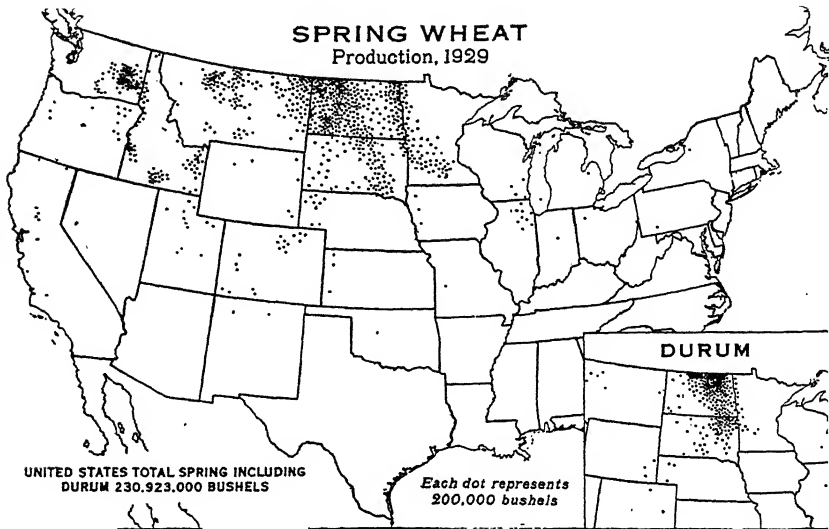 SPRING WHEAT
Production, 1929
DURUM
UNITED STATES TOTAL SPRING INCLUDING
DURUM 230.923.000 BUSHELS
Each dot represents
200,000 bushels